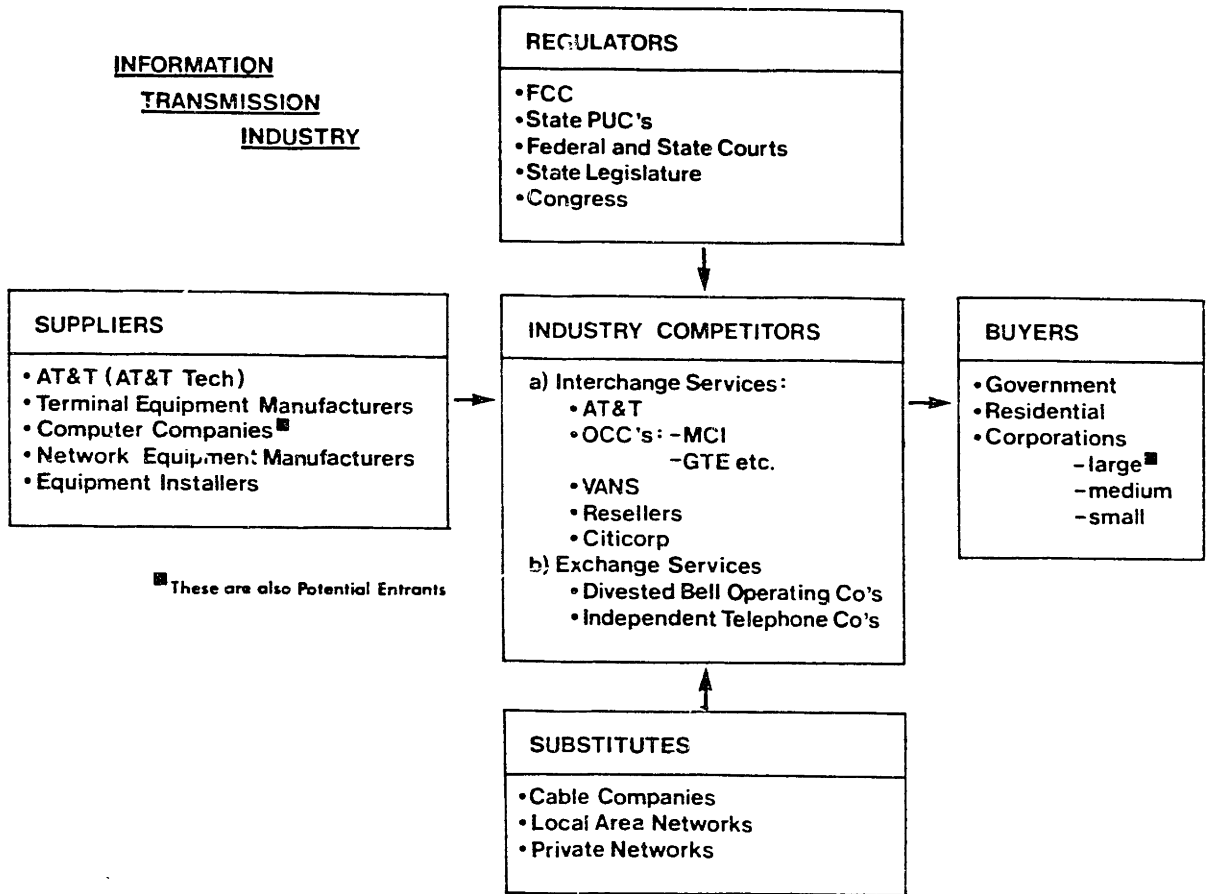 INFORMATION
TRANSMISSION
INDUSTRY
REGULATORS
•FCC
•State PUC's
•Federal and State Courts
•State Legislature
•Congress
SUPPLIERS
•AT&T (AT&T Tech)
•Terminal Equipment Manufacturers
•Computer Companies■
•Network Equipment Manufacturers
•Equipment Installers
■These are also Potential Entrants
INDUSTRY COMPETITORS
a) Interchange Services:
•AT&T
•OCC's: -MCI
-GTE etc.
•VANS
•Resellers
•Citicorp
b) Exchange Services
•Divested Bell Operating Co's
•Independent Telephone Co's
BUYERS
•Government
•Residential
•Corporations
-large■
-medium
-small
SUBSTITUTES
•Cable Companies
•Local Area Networks
•Private Networks